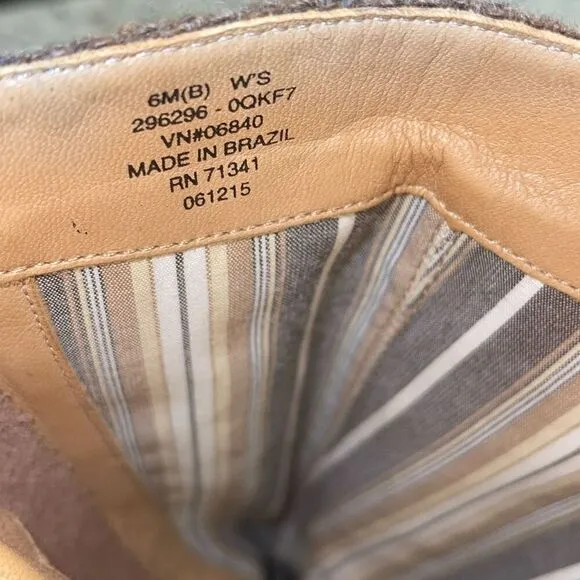 6M(B) W'S
296296 - 0QKF7
VN#06840
MADE IN BRAZIL
RN 71341
061215